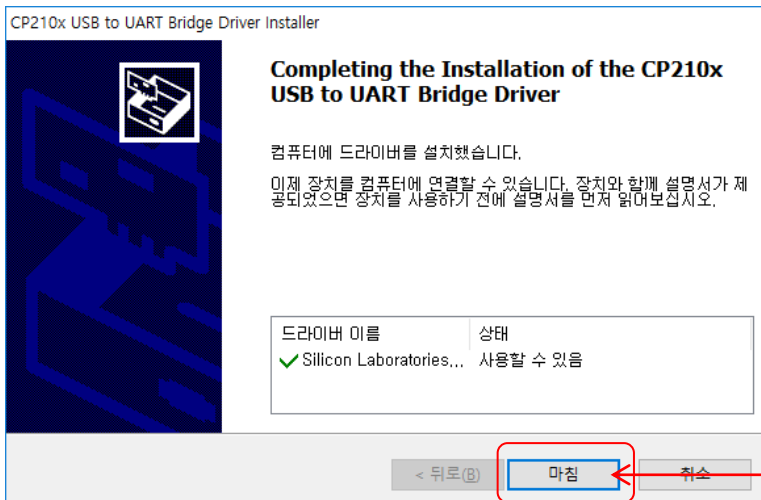 CP210x USB to UART Bridge Driver Installer
Completing the Installation of the CP210x
USB to UART Bridge Driver
컴퓨터에 드라이버를 설치했습니다.
이제 장치를 컴퓨터에 연결할 수 있습니다. 장치와 함께 설명서가 제
공되었으면 장치를 사용하기 전에 설명서를 먼저 읽어보십시오.
드라이버 이름 상태
Silicon Laboratories... 사용할 수 있음
< 뒤로(B) 마침 취소